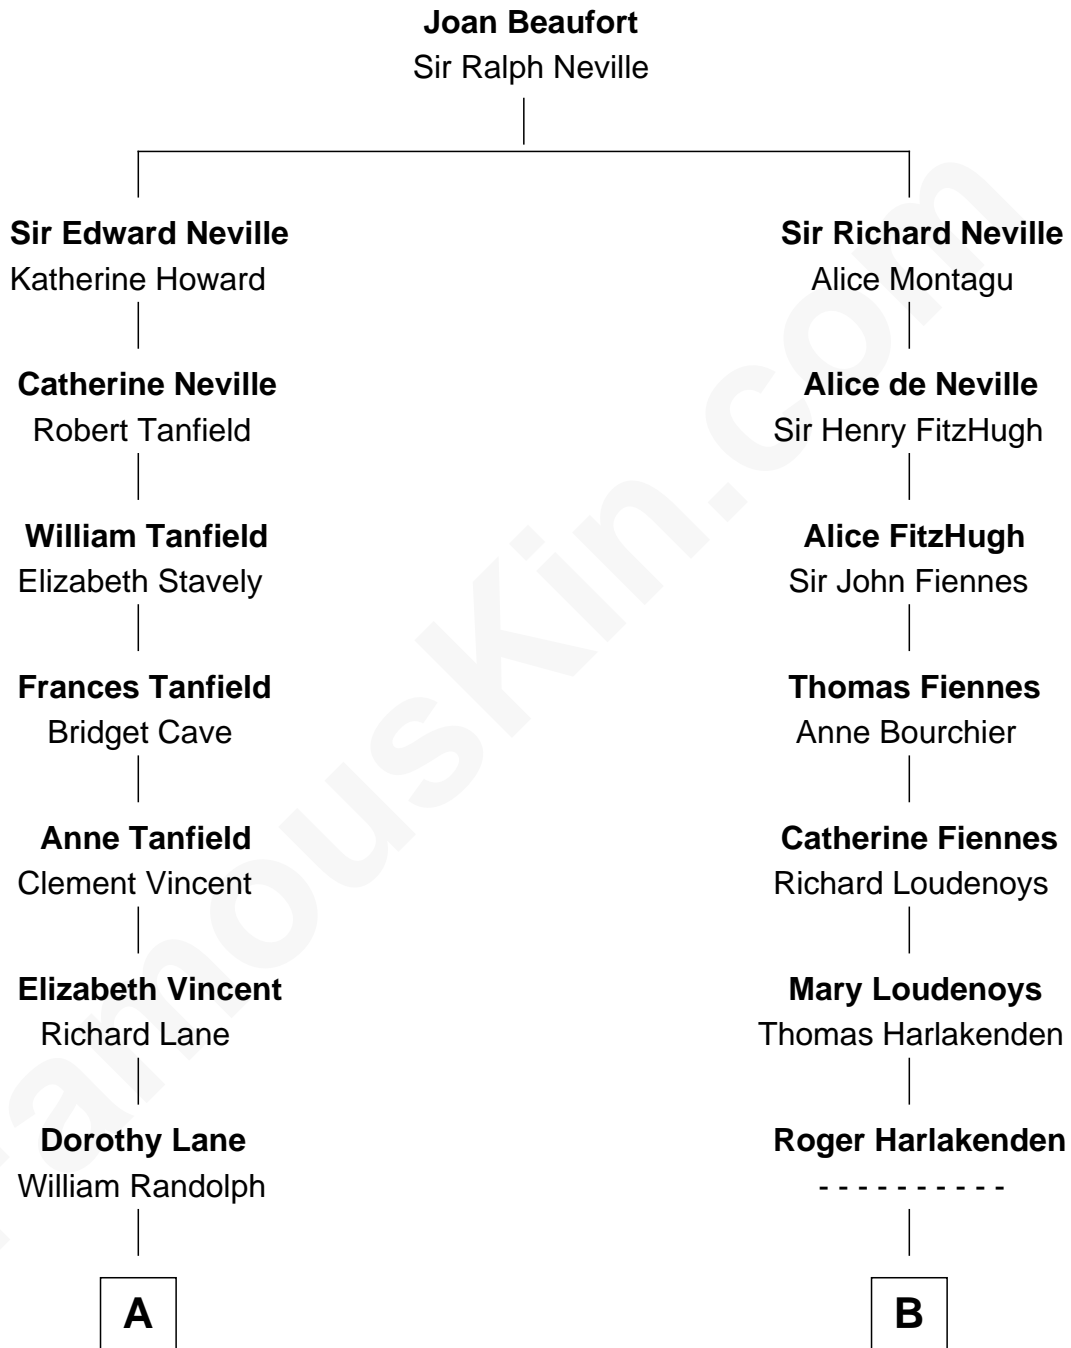 Joan Beaufort
Sir Ralph Neville
Sir Edward Neville
Katherine Howard
Sir Richard Neville
Alice Montagu
Catherine Neville
Robert Tanfield
Alice de Neville
Sir Henry FitzHugh
William Tanfield
Elizabeth Stavely
Alice FitzHugh
Sir John Fiennes
Frances Tanfield
Bridget Cave
Thomas Fiennes
Anne Bourchier
Anne Tanfield
Clement Vincent
Catherine Fiennes
Richard Loudenoys
Elizabeth Vincent
Richard Lane
Mary Loudenoys
Thomas Harlakenden
Dorothy Lane
William Randolph
Roger Harlakenden
- - - - - - - - - -
A
B
FamousKin.com